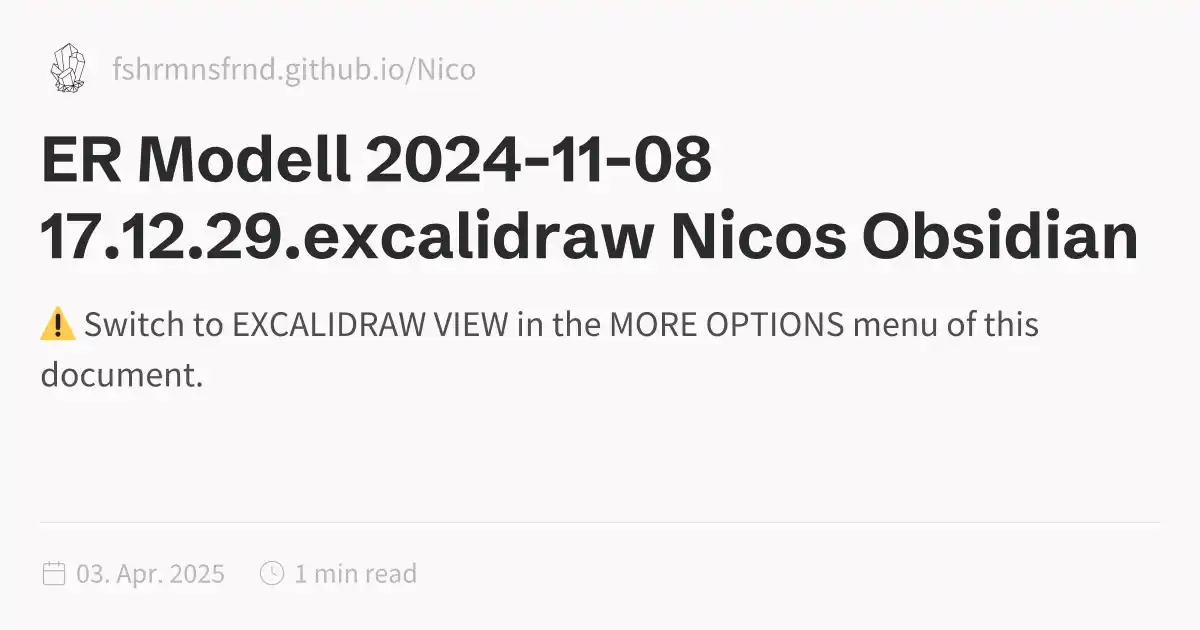 fshrmnsfrnd.github.io/Nico
ER Modell 2024-11-08
17.12.29.excalidraw Nicos Obsidian
⚠️ Switch to EXCALIDRAW VIEW in the MORE OPTIONS menu of this
document.
03. Apr. 2025 1 min read